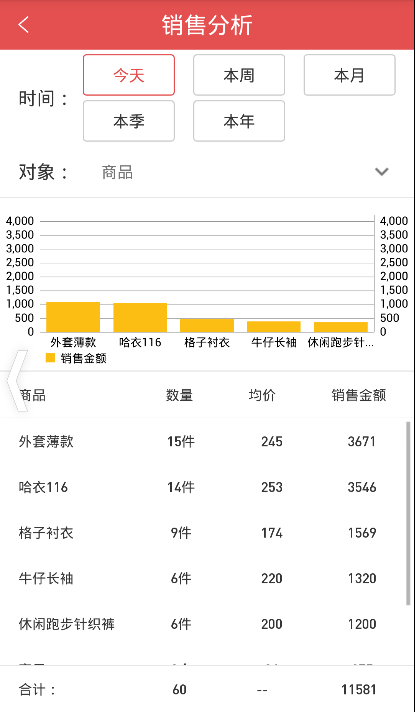 销售分析
时间： 今天 本周 本月
本季 本年
对象： 商品
4,000 4,000
3,500 3,500
3,000 3,000
2,500 2,500
2,000 2,000
1,500 1,500
1,000 1,000
500 500
0 0
外套薄款 哈衣116 格子衬衣 牛仔长袖 休闲跑步针...
销售金额
商品 数量 均价 销售金额
外套薄款 15件 245 3671
哈衣116 14件 253 3546
格子衬衣 9件 174 1569
牛仔长袖 6件 220 1320
休闲跑步针织裤 6件 200 1200
合计： 60 -- 11581